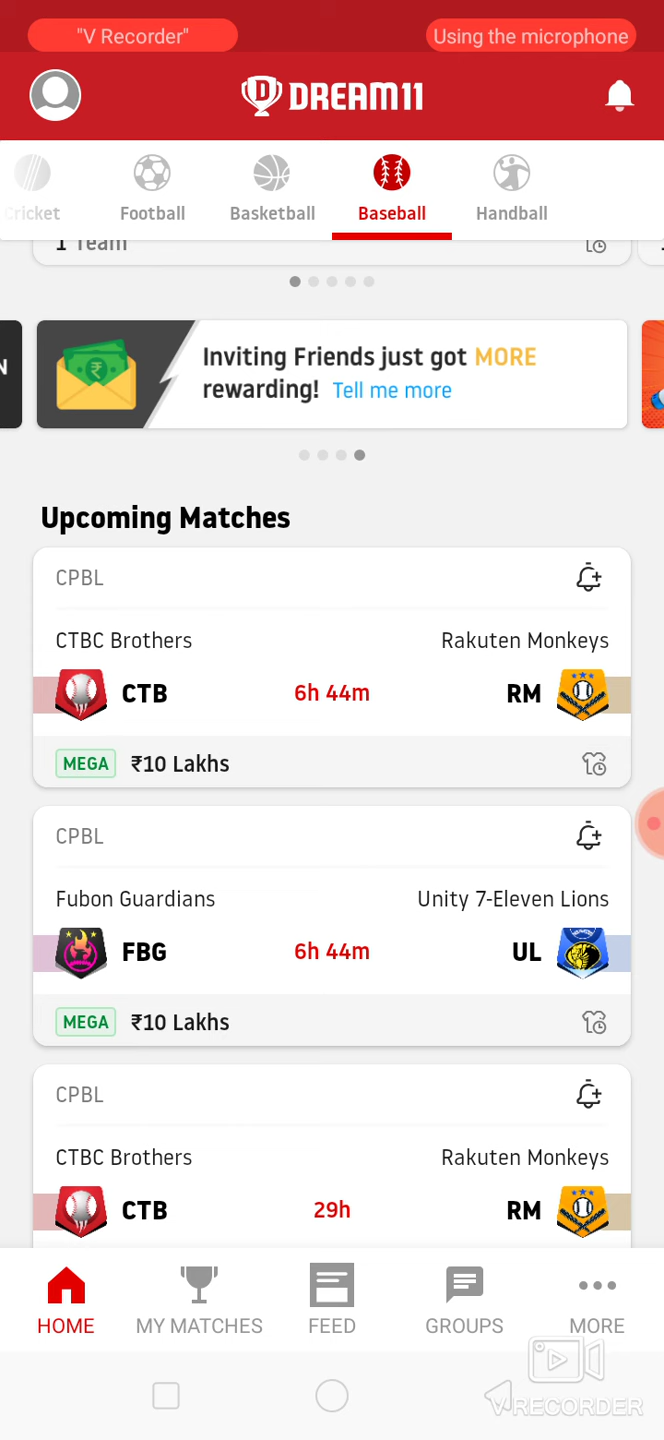 "V Recorder" Using the microphone
DREAM11
Cricket Football Basketball Baseball Handball
1 Team
N
Inviting Friends just got MORE
rewarding! Tell me more
Upcoming Matches
CPBL
CTBC Brothers Rakuten Monkeys
CTB 6h 44m RM
MEGA ₹10 Lakhs
CPBL
Fubon Guardians Unity 7-Eleven Lions
FBG 6h 44m UL
MEGA ₹10 Lakhs
CPBL
CTBC Brothers Rakuten Monkeys
CTB 29h RM
HOME MY MATCHES FEED GROUPS MORE
V RECORDER